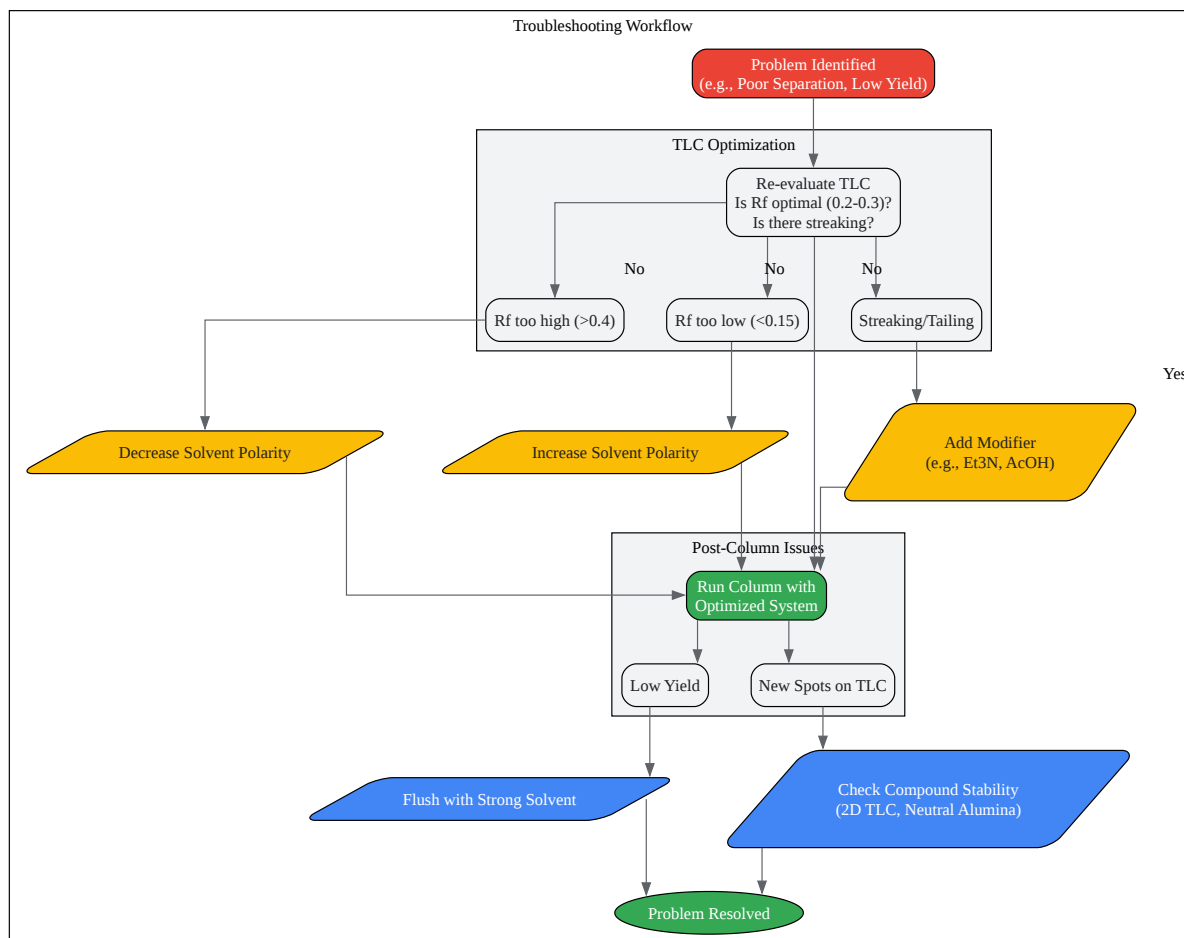 Troubleshooting Workflow
Problem Identified
(e.g., Poor Separation, Low Yield)
TLC Optimization
Re-evaluate TLC
Is Rf optimal (0.2-0.3)?
Is there streaking?
No
No
No
Rf too high (>0.4)
Rf too low (<0.15)
Streaking/Tailing
Yes
Decrease Solvent Polarity
Increase Solvent Polarity
Add Modifier
(e.g., Et3N, AcOH)
Post-Column Issues
Run Column with
Optimized System
Low Yield
New Spots on TLC
Flush with Strong Solvent
Check Compound Stability
(2D TLC, Neutral Alumina)
Problem Resolved